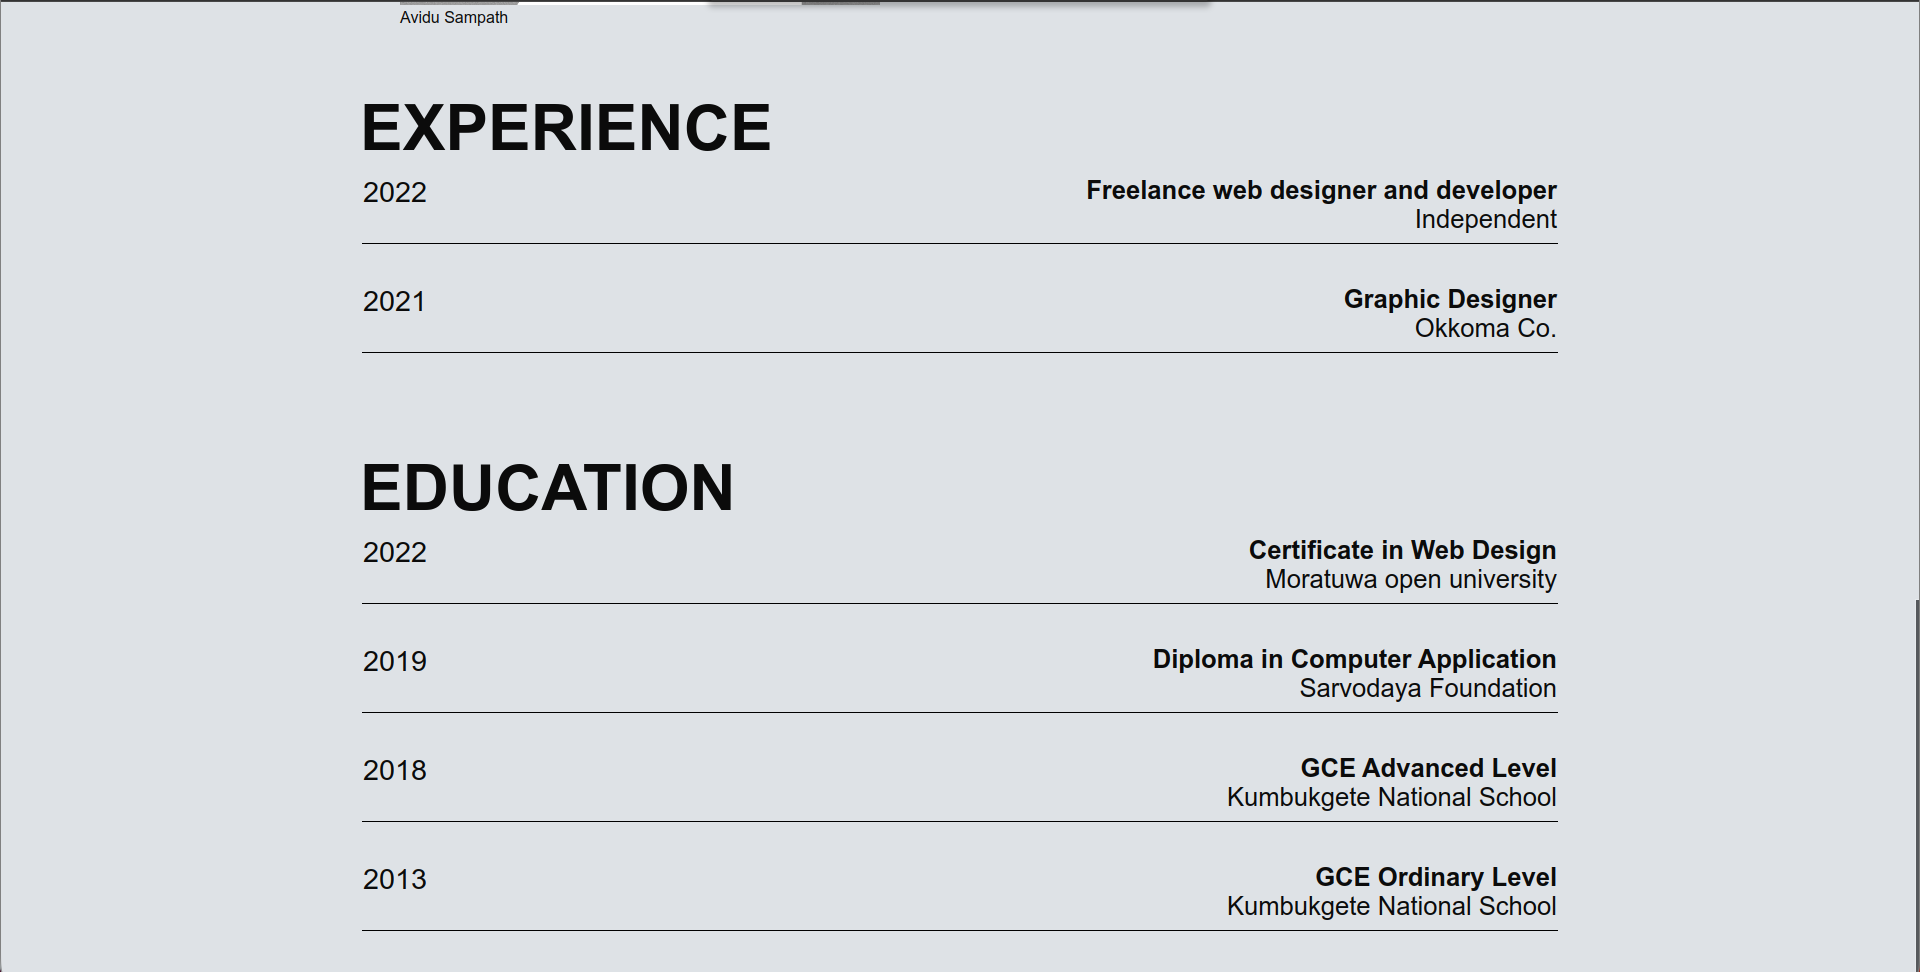 Avidu Sampath
EXPERIENCE
2022
Freelance web designer and developer
Independent
2021
Graphic Designer
Okkoma Co.
EDUCATION
2022
Certificate in Web Design
Moratuwa open university
2019
Diploma in Computer Application
Sarvodaya Foundation
2018
GCE Advanced Level
Kumbukgete National School
2013
GCE Ordinary Level
Kumbukgete National School